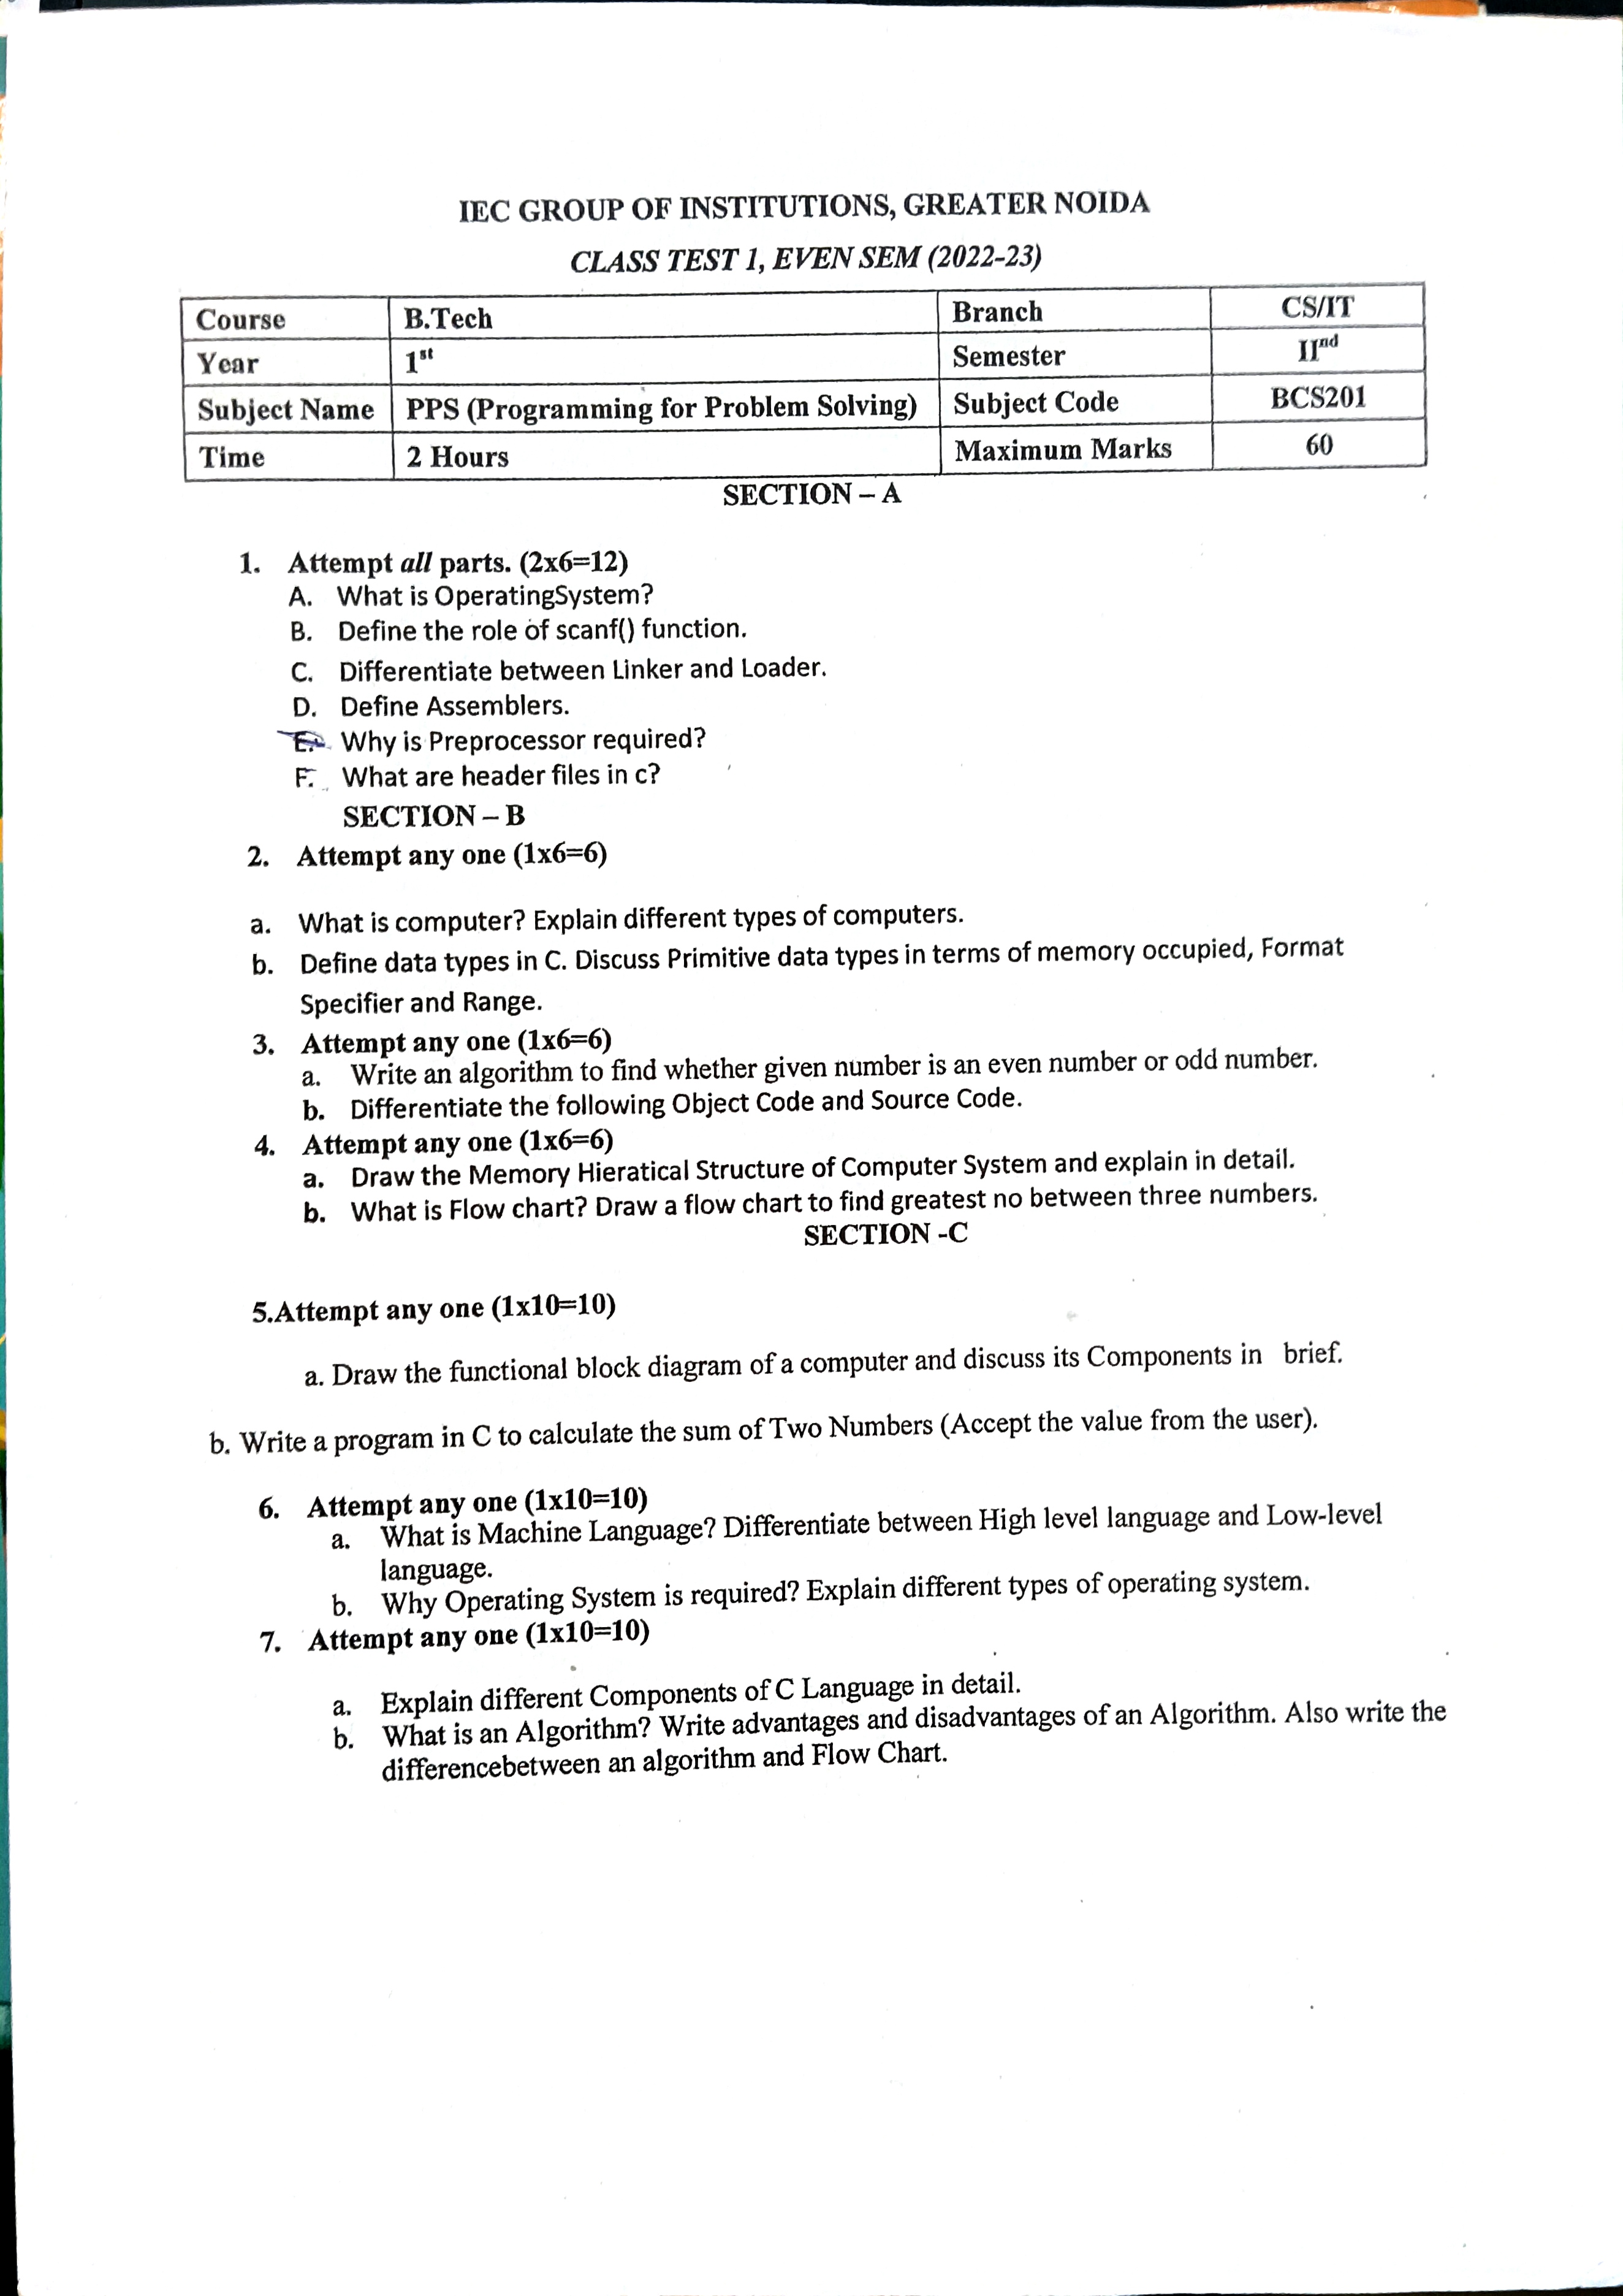 IEC GROUP OF INSTITUTIONS, GREATER NOIDA
CLASS TEST 1, EVEN SEM (2022-23)
Course B.Tech Branch CS/IT
Year 1st Semester IInd
Subject Name PPS (Programming for Problem Solving) Subject Code BCS201
Time 2 Hours Maximum Marks 60
SECTION – A
1. Attempt all parts. (2x6=12)
A. What is OperatingSystem?
B. Define the role of scanf() function.
C. Differentiate between Linker and Loader.
D. Define Assemblers.
E. Why is Preprocessor required?
F. What are header files in c?
SECTION – B
2. Attempt any one (1x6=6)
a. What is computer? Explain different types of computers.
b. Define data types in C. Discuss Primitive data types in terms of memory occupied, Format
Specifier and Range.
3. Attempt any one (1x6=6)
a. Write an algorithm to find whether given number is an even number or odd number.
b. Differentiate the following Object Code and Source Code.
4. Attempt any one (1x6=6)
a. Draw the Memory Hieratical Structure of Computer System and explain in detail.
b. What is Flow chart? Draw a flow chart to find greatest no between three numbers.
SECTION -C
5.Attempt any one (1x10=10)
a. Draw the functional block diagram of a computer and discuss its Components in brief.
b. Write a program in C to calculate the sum of Two Numbers (Accept the value from the user).
6. Attempt any one (1x10=10)
a. What is Machine Language? Differentiate between High level language and Low-level
language.
b. Why Operating System is required? Explain different types of operating system.
7. Attempt any one (1x10=10)
a. Explain different Components of C Language in detail.
b. What is an Algorithm? Write advantages and disadvantages of an Algorithm. Also write the
differencebetween an algorithm and Flow Chart.